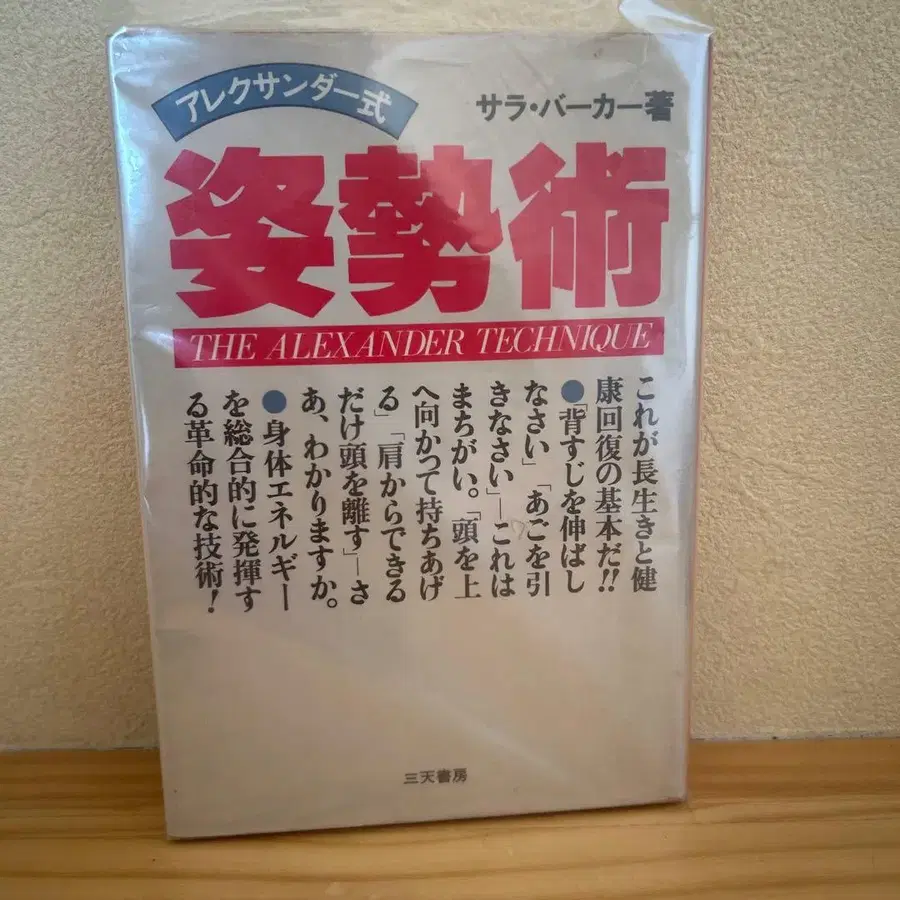 アレクサンダー式
サラ・バーカー著
姿勢術
THE ALEXANDER TECHNIQUE
これが長生きと健
康回復の基本だ!!
●背すじを伸ばし
なさい」「あごを引
きなさい」―これは
まちがい。「頭を上
へ向かつて持ちあげ
る」「肩からできる
だけ頭を離す」―さ
あ、わかりますか。
●身体エネルギー
を総合的に発揮す
る革命的な技術!
三天書房